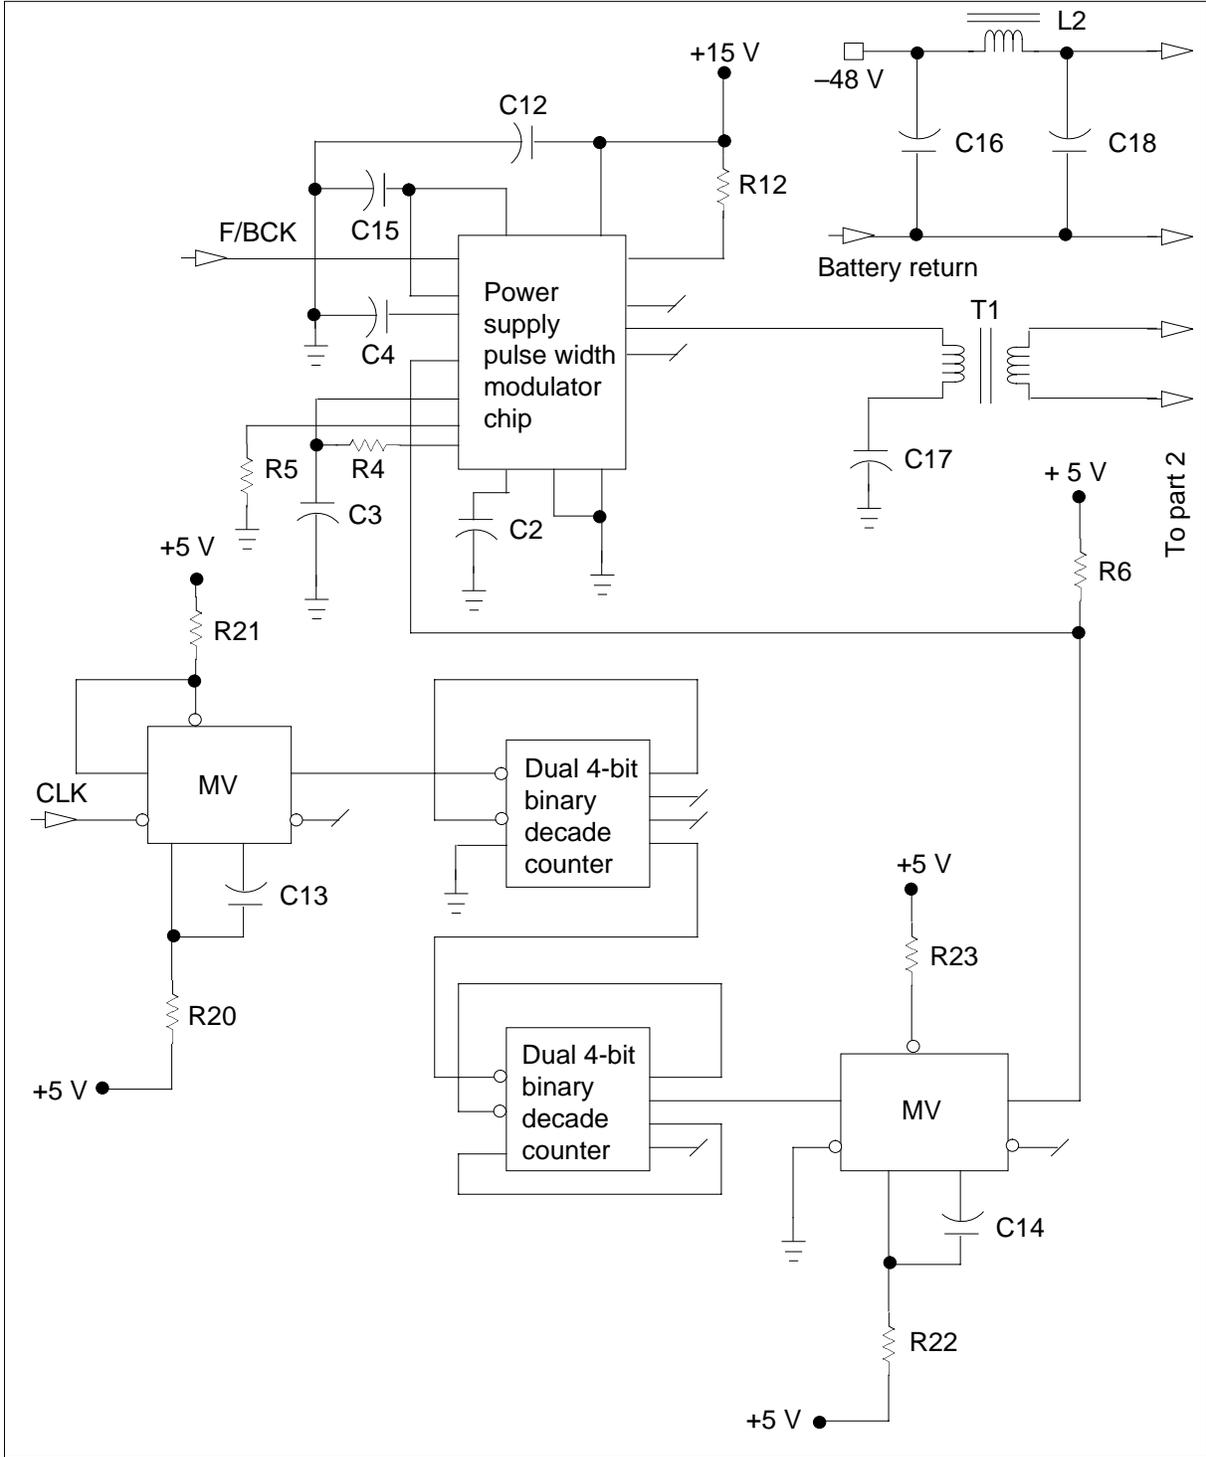 L2
+15 V
–48 V
C12
C16
C18
R12
C15
F/BCK
Battery return
Power
supply
pulse width
modulator
chip
T1
C4
R5
R4
C17
+ 5 V
C3
C2
To part 2
+5 V
R6
R21
MV
Dual 4-bit
binary
decade
counter
CLK
+5 V
C13
R23
R20
Dual 4-bit
binary
decade
counter
+5 V
MV
C14
R22
+5 V